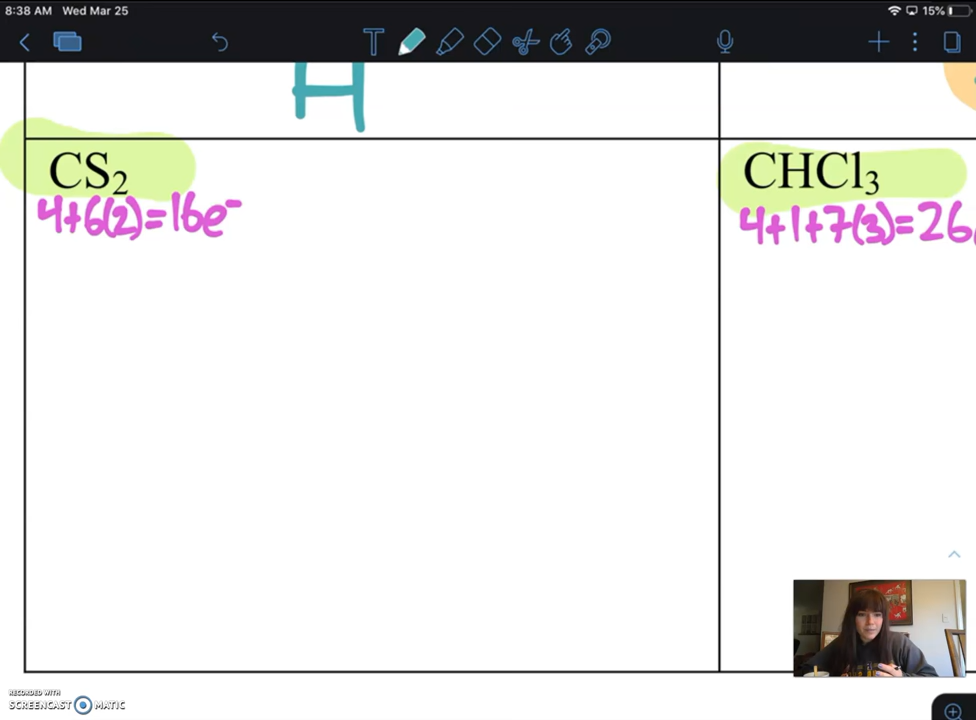 8:38 AM Wed Mar 25
15%
T
H
CS₂
4+6(2)=16e⁻
CHCl₃
4+1+7(3)=26
RECORDED WITH
SCREENCAST MATIC